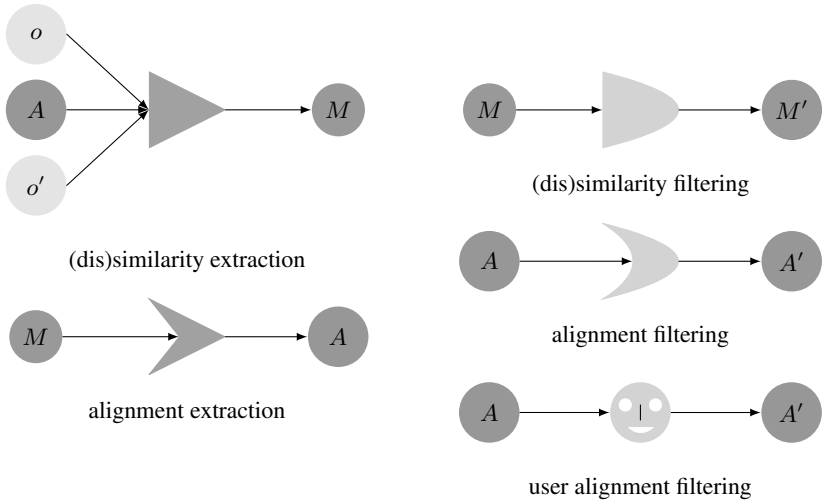 o
A
o′
M
(dis)similarity extraction
M
A
alignment extraction
M
M′
(dis)similarity filtering
A
A′
alignment filtering
A
A′
user alignment filtering